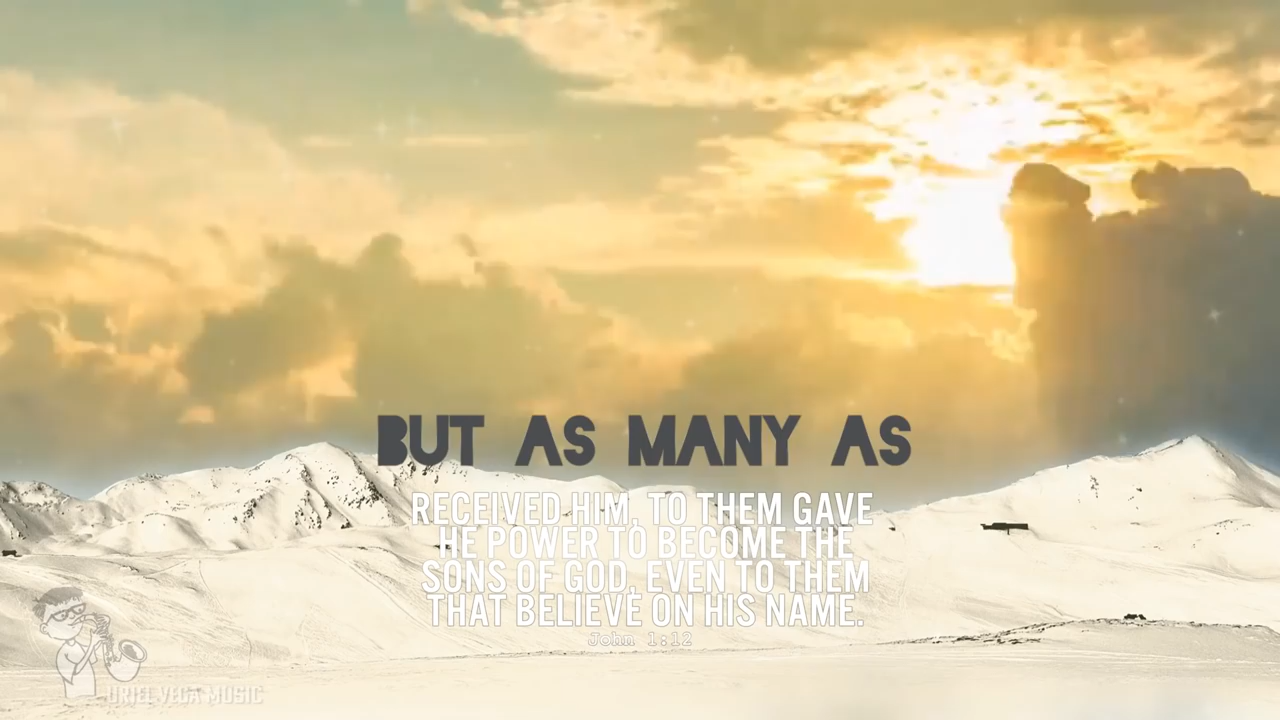 BUT AS MANY AS
RECEIVED HIM, TO THEM GAVE
HE POWER TO BECOME THE
SONS OF GOD, EVEN TO THEM
THAT BELIEVE ON HIS NAME.
John 1:12
URIEL VEGA MUSIC